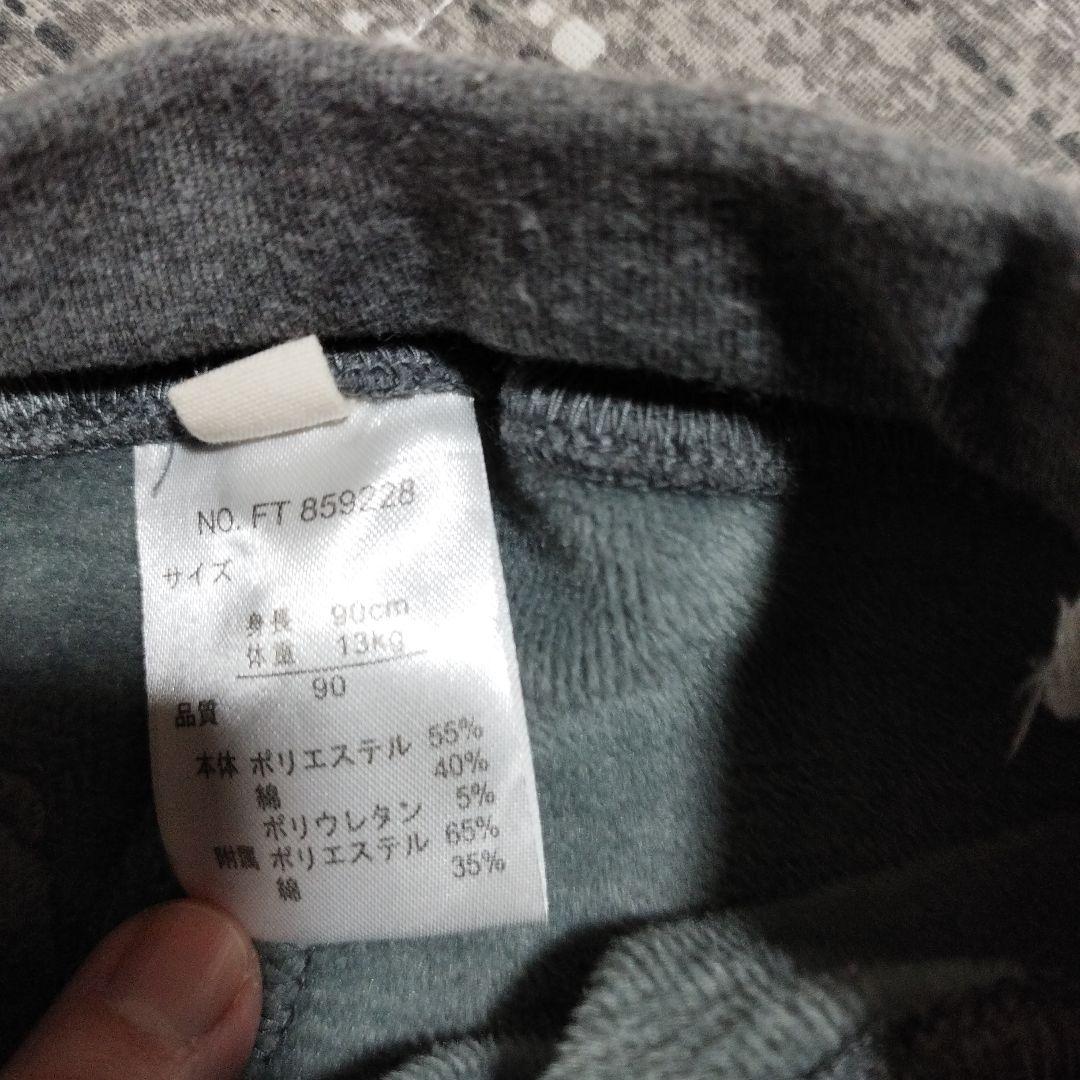 NO. FT 859228
サイズ
身長 90cm
体重 13kg
90
品質
本体 ポリエステル 55%
綿 40%
ポリウレタン 5%
附属 ポリエステル 65%
綿 35%